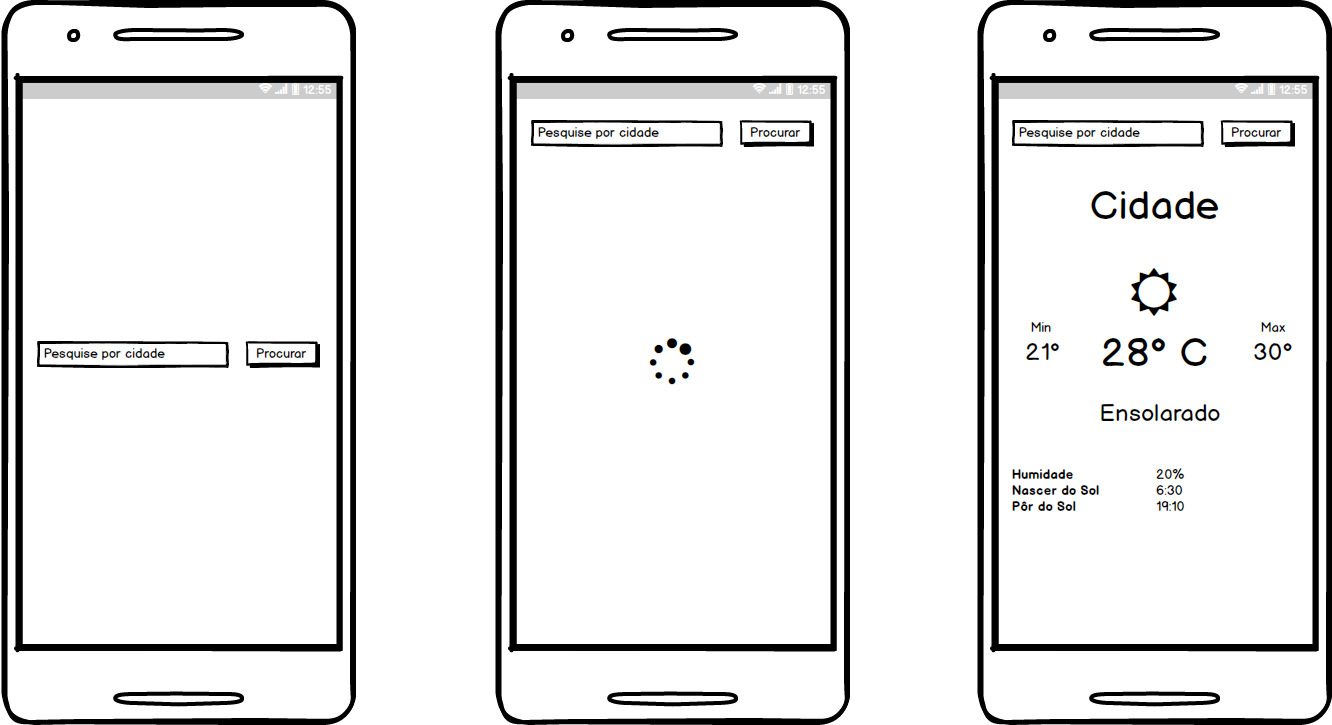 12:55
Pesquise por cidade Procurar
12:55
Pesquise por cidade Procurar
12:55
Pesquise por cidade Procurar
Cidade
Min Max
21° 28° C 30°
Ensolarado
Humidade 20%
Nascer do Sol 6:30
Pôr do Sol 19:10